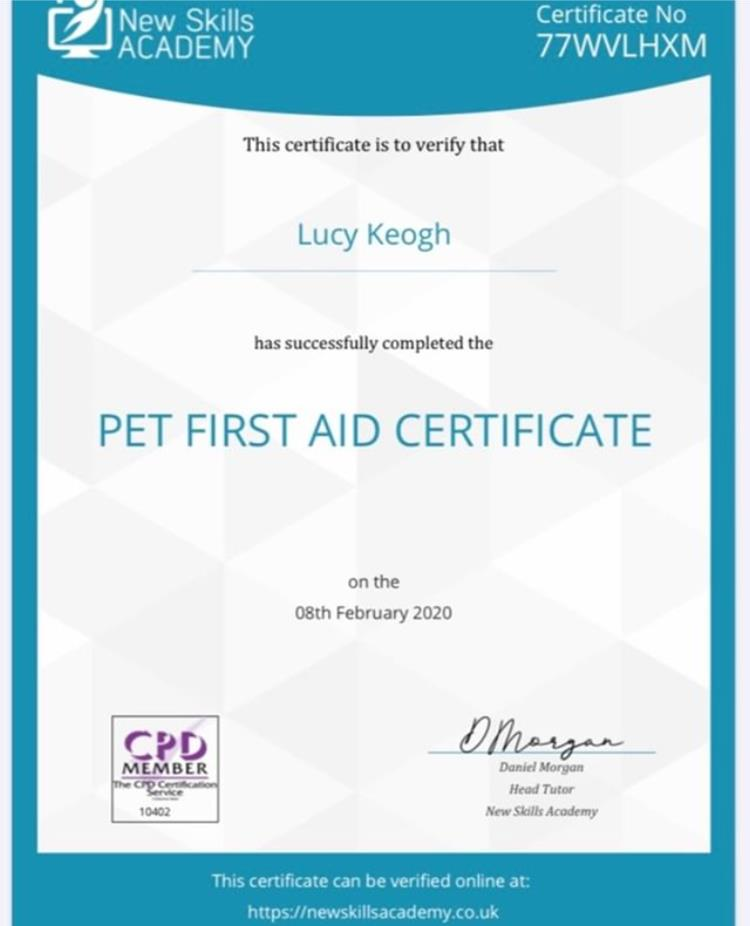 New Skills
ACADEMY
Certificate No
77WVLHXM
This certificate is to verify that
Lucy Keogh
has successfully completed the
PET FIRST AID CERTIFICATE
on the
08th February 2020
CPD
MEMBER
The CPD Certification
Service
10402
DMorgan
Daniel Morgan
Head Tutor
New Skills Academy
This certificate can be verified online at:
https://newskillsacademy.co.uk